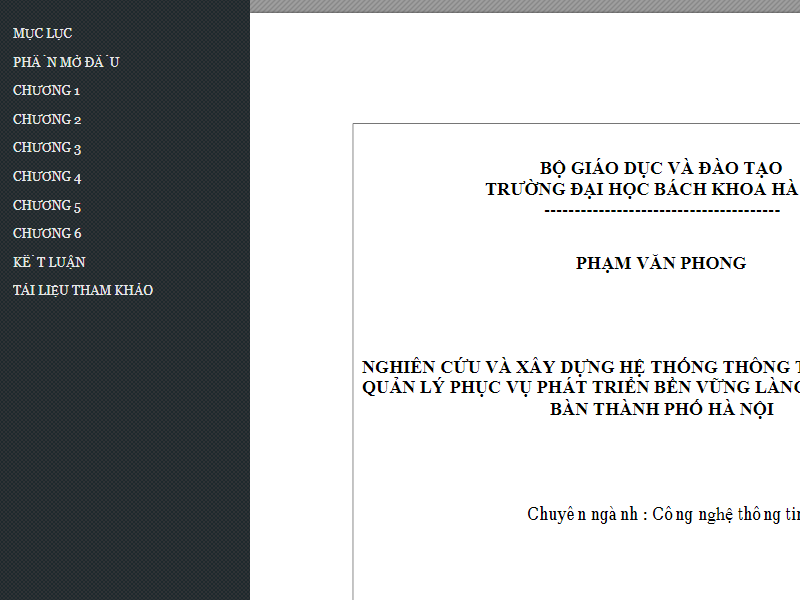 MỤC LỤC
PHẦN MỞ ĐẦU
CHƯƠNG 1
CHƯƠNG 2
CHƯƠNG 3
CHƯƠNG 4
CHƯƠNG 5
CHƯƠNG 6
KẾT LUẬN
TÀI LIỆU THAM KHẢO
BỘ GIÁO DỤC VÀ ĐÀO TẠO
TRƯỜNG ĐẠI HỌC BÁCH KHOA HÀ
---------------------------------------
PHẠM VĂN PHONG
NGHIÊN CỨU VÀ XÂY DỰNG HỆ THỐNG THÔNG T
QUẢN LÝ PHỤC VỤ PHÁT TRIỂN BỀN VỮNG LÀNG
BÀN THÀNH PHỐ HÀ NỘI
Chuyên ngành : Công nghệ thông tin